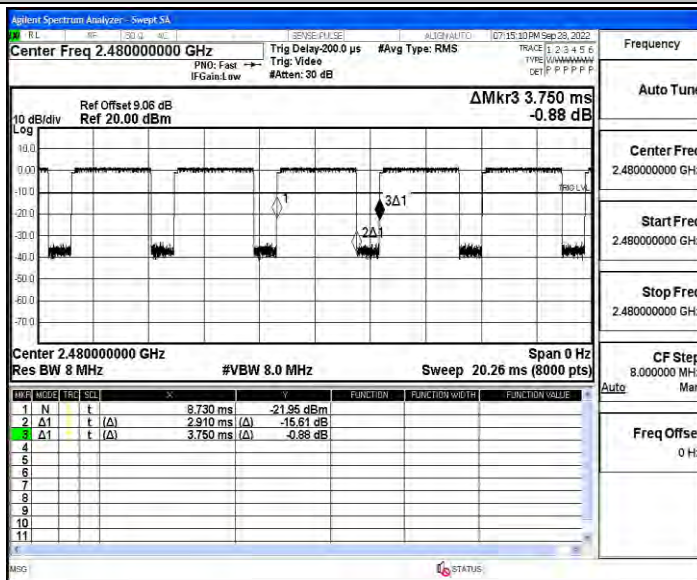 Agilent Spectrum Analyzer - Swept SA
RL RF 50 Ω AC SENSE:PULSE ALIGN AUTO 07:15:10 PM Sep 28, 2022
Center Freq 2.480000000 GHz
PNO: Fast
IFGain:Low
Trig Delay-200.0 µs
Trig: Video
#Atten: 30 dB
#Avg Type: RMS
TRACE 1 2 3 4 5 6
TYPE
DET P P P P P P
10 dB/div
Log
Ref Offset 9.06 dB
Ref 20.00 dBm
ΔMkr3 3.750 ms
-0.88 dB
10.0
0.00
-10.0
-20.0
-30.0
-40.0
-50.0
-60.0
-70.0
TRIG LVL
1
3Δ1
2Δ1
Center 2.480000000 GHz
Span 0 Hz
Res BW 8 MHz
#VBW 8.0 MHz
Sweep 20.26 ms (8000 pts)
MKR MODE TRC SCL X Y FUNCTION FUNCTION WIDTH FUNCTION VALUE
1 N t 8.730 ms -21.95 dBm
2 Δ1 t (Δ) 2.910 ms (Δ) -15.61 dB
3 Δ1 t (Δ) 3.750 ms (Δ) -0.88 dB
4
5
6
7
8
9
10
11
MSG
STATUS
Frequency
Auto Tune
Center Freq
2.480000000 GHz
Start Freq
2.480000000 GHz
Stop Freq
2.480000000 GHz
CF Step
8.000000 MHz
Auto Man
Freq Offset
0 Hz